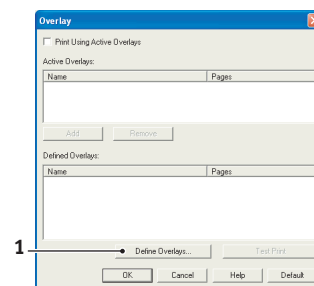 Overlay
Print Using Active Overlays
Active Overlays:
Name Pages
Add Remove
Defined Overlays:
Name Pages
1 Define Overlays... Test Print
OK Cancel Help Default